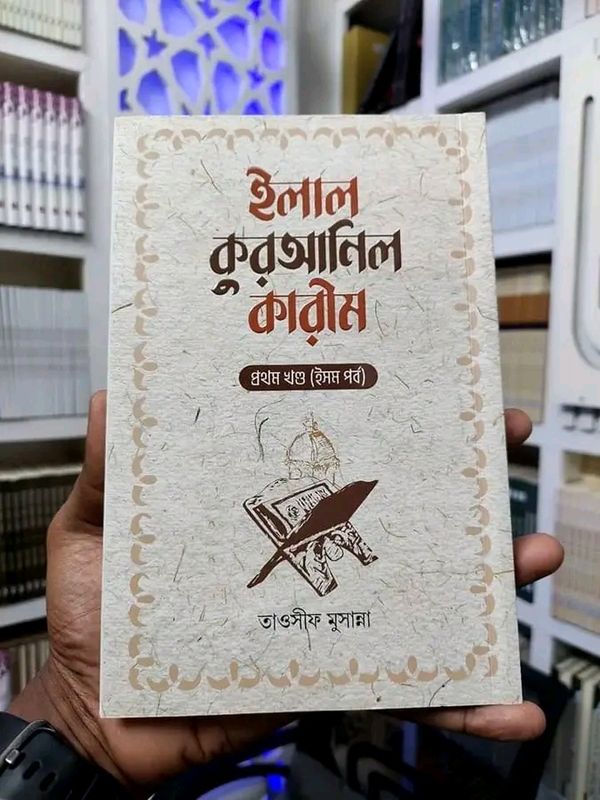 ইলাল
কুরআনিল
কারীম
প্রথম খণ্ড (ইসম পর্ব)
তাওসীফ মুসান্না